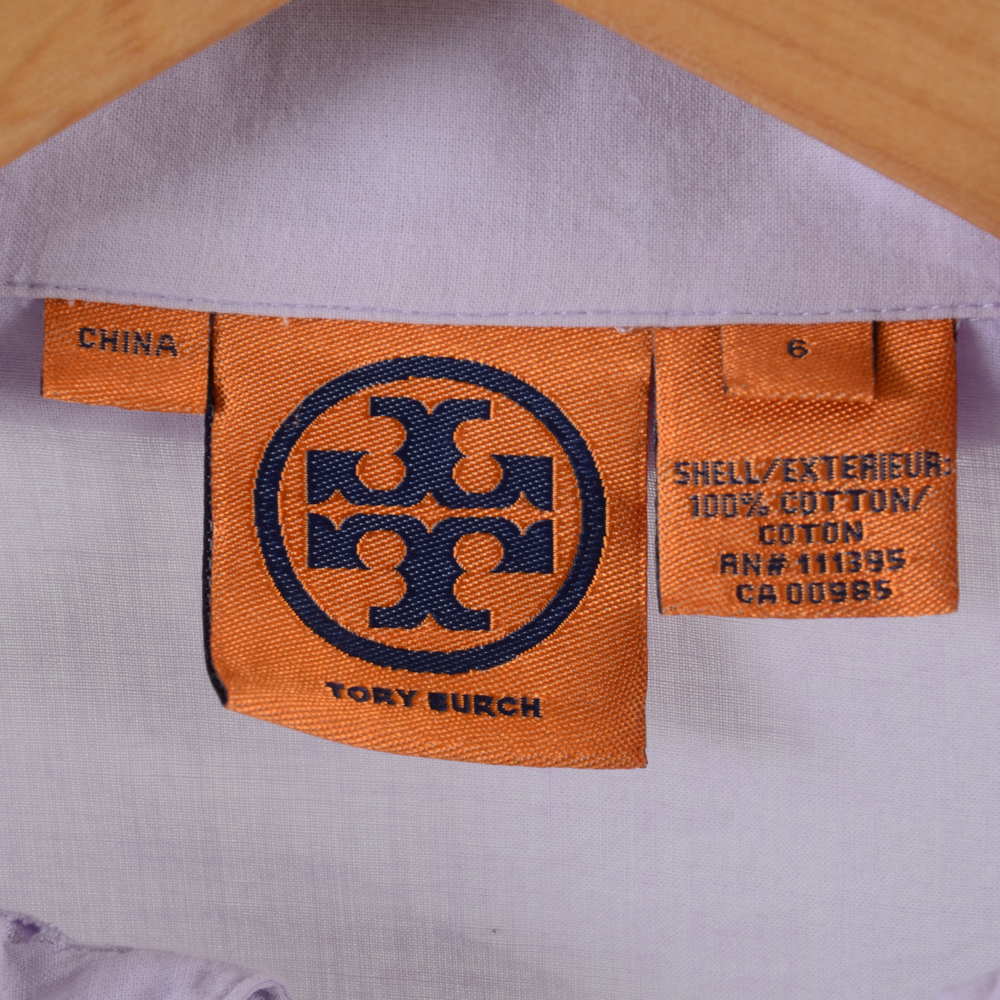 CHINA
TORY BURCH
6
SHELL/EXTERIEUR:
100% COTTON/
COTON
RN# 111395
CA 00985